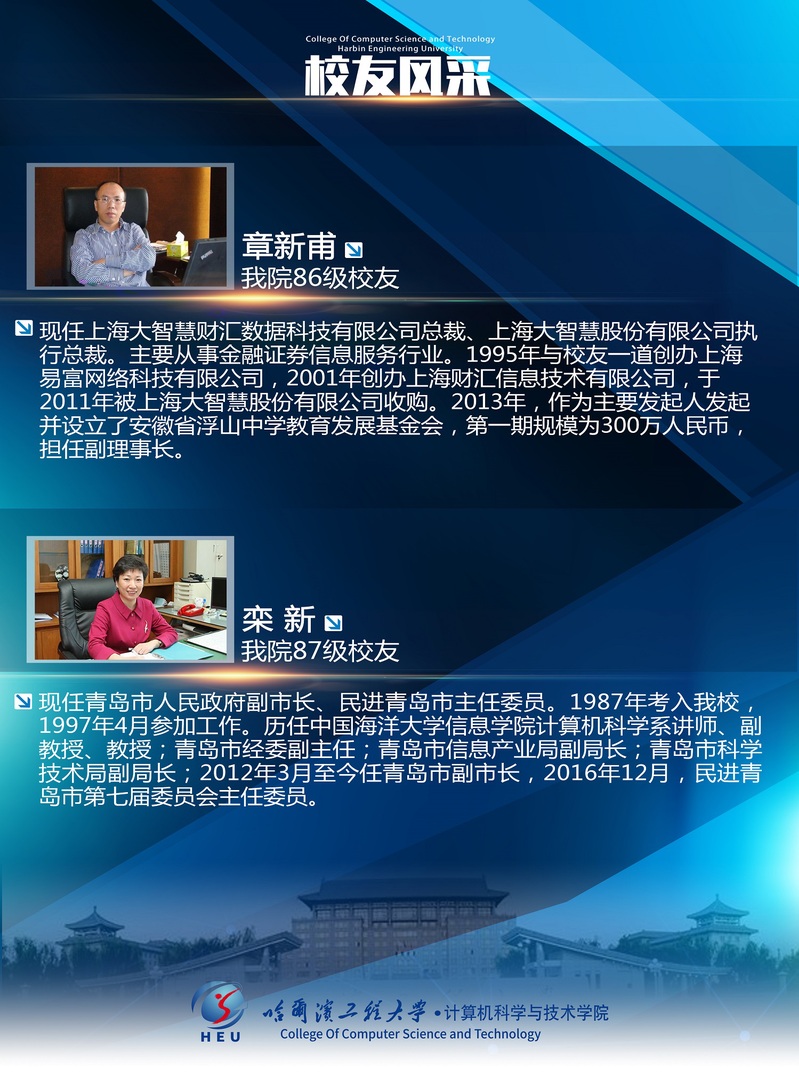 College Of Computer Science and Technology
Harbin Engineering University
校友风采
章新甫
我院86级校友
现任上海大智慧财汇数据科技有限公司总裁、上海大智慧股份有限公司执
行总裁。主要从事金融证券信息服务行业。1995年与校友一道创办上海
易富网络科技有限公司，2001年创办上海财汇信息技术有限公司，于
2011年被上海大智慧股份有限公司收购。2013年，作为主要发起人发起
并设立了安徽省浮山中学教育发展基金会，第一期规模为300万人民币，
担任副理事长。
栾 新
我院87级校友
现任青岛市人民政府副市长、民进青岛市主任委员。1987年考入我校，
1997年4月参加工作。历任中国海洋大学信息学院计算机科学系讲师、副
教授、教授；青岛市经委副主任；青岛市信息产业局副局长；青岛市科学
技术局副局长；2012年3月至今任青岛市副市长，2016年12月，民进青
岛市第七届委员会主任委员。
HEU
哈尔滨工程大学·计算机科学与技术学院
College Of Computer Science and Technology